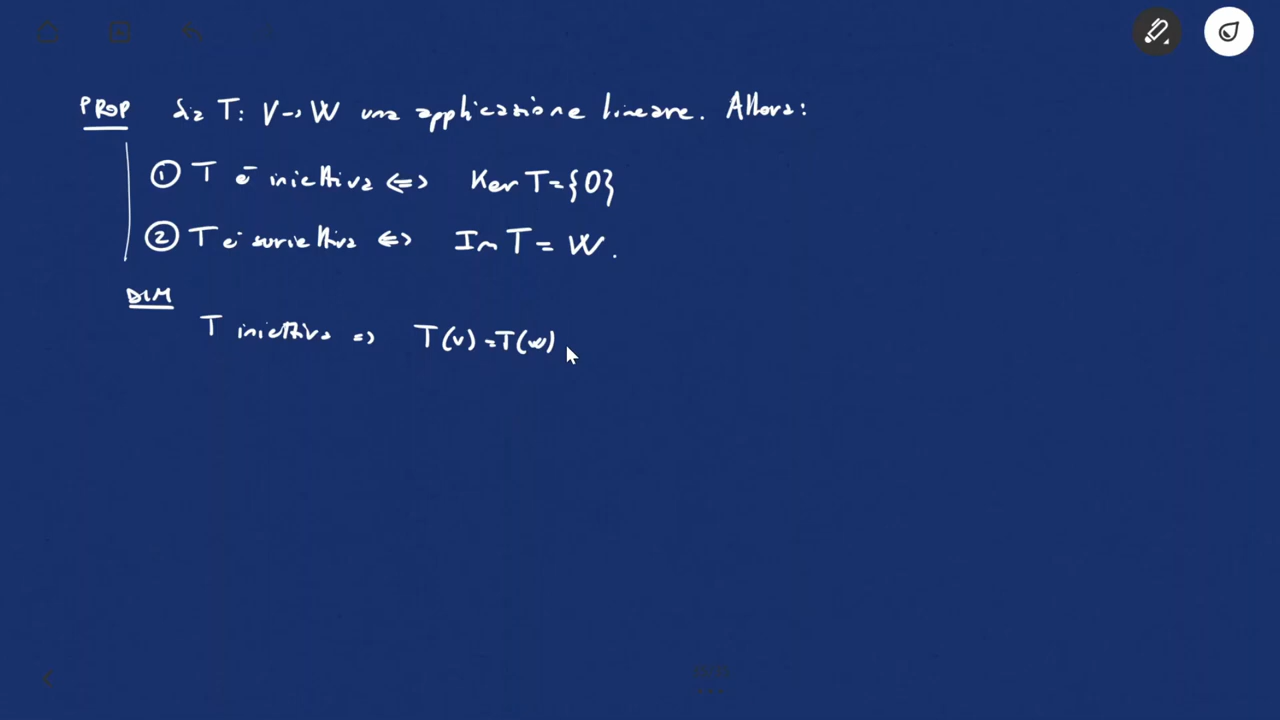 PROP Sia T: V → W una applicazione lineare. Allora:
① T è iniettiva <=> Ker T = {0}
② T è suriettiva <=> Im T = W.
DIM
T iniettiva => T(v) = T(w)